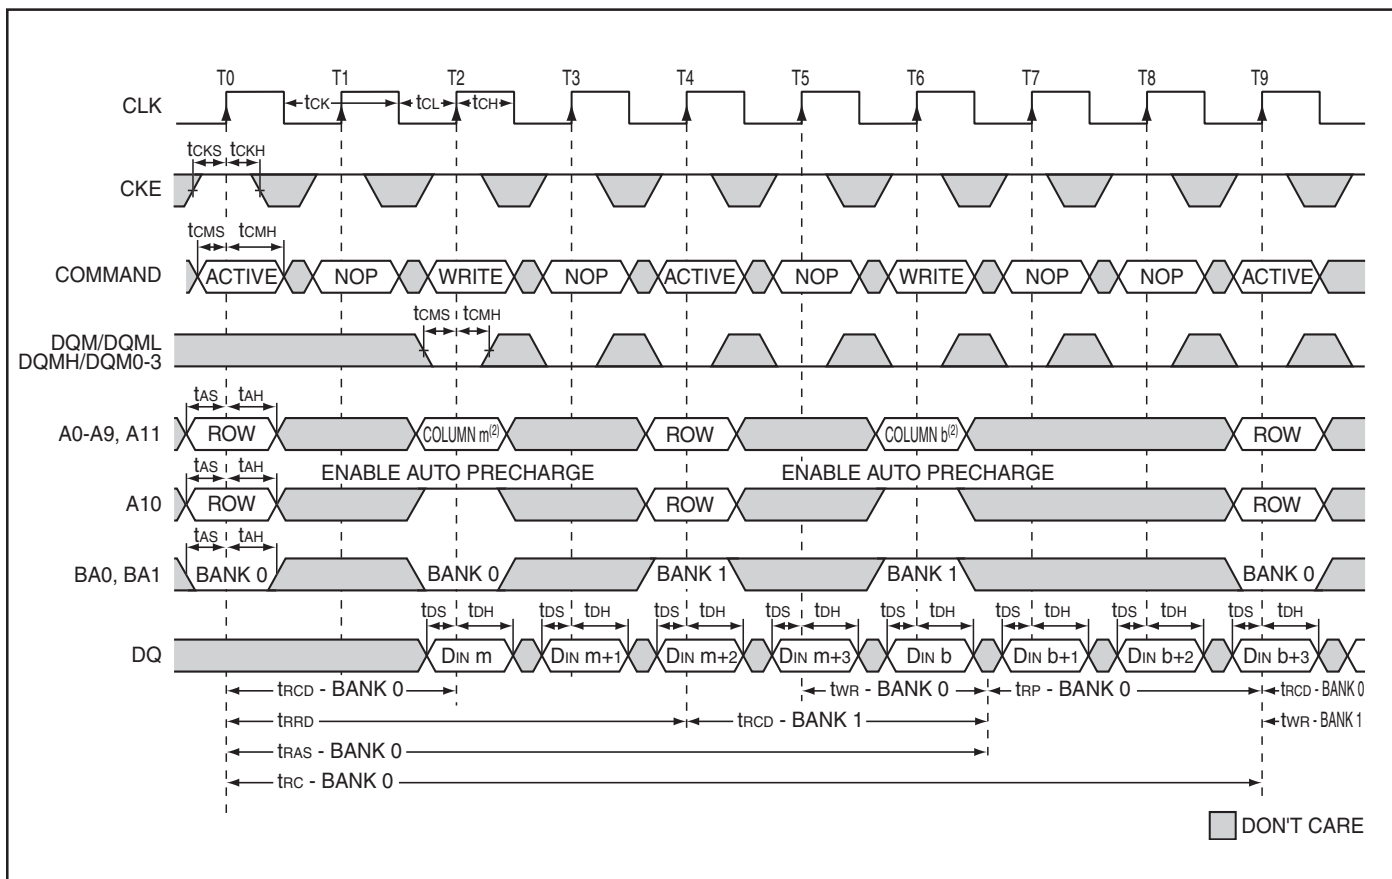 T0 T1 T2 T3 T4 T5 T6 T7 T8 T9
CLK tCK tCL tCH
tCKS tCKH
CKE
tCMS tCMH
COMMAND ACTIVE NOP WRITE NOP ACTIVE NOP WRITE NOP NOP ACTIVE
tCMS tCMH
DQM/DQML
DQMH/DQM0-3
tAS tAH
A0-A9, A11 ROW COLUMN m(2) ROW COLUMN b(2) ROW
tAS tAH ENABLE AUTO PRECHARGE ENABLE AUTO PRECHARGE
A10 ROW ROW ROW
tAS tAH
BA0, BA1 BANK 0 BANK 0 BANK 1 BANK 1 BANK 0
tDS tDH tDS tDH tDS tDH tDS tDH tDS tDH tDS tDH tDS tDH tDS tDH
DQ DIN m DIN m+1 DIN m+2 DIN m+3 DIN b DIN b+1 DIN b+2 DIN b+3
tRCD - BANK 0 tWR - BANK 0 tRP - BANK 0 tRCD - BANK 0
tRRD tRCD - BANK 1 tWR - BANK 1
tRAS - BANK 0
tRC - BANK 0
DON'T CARE